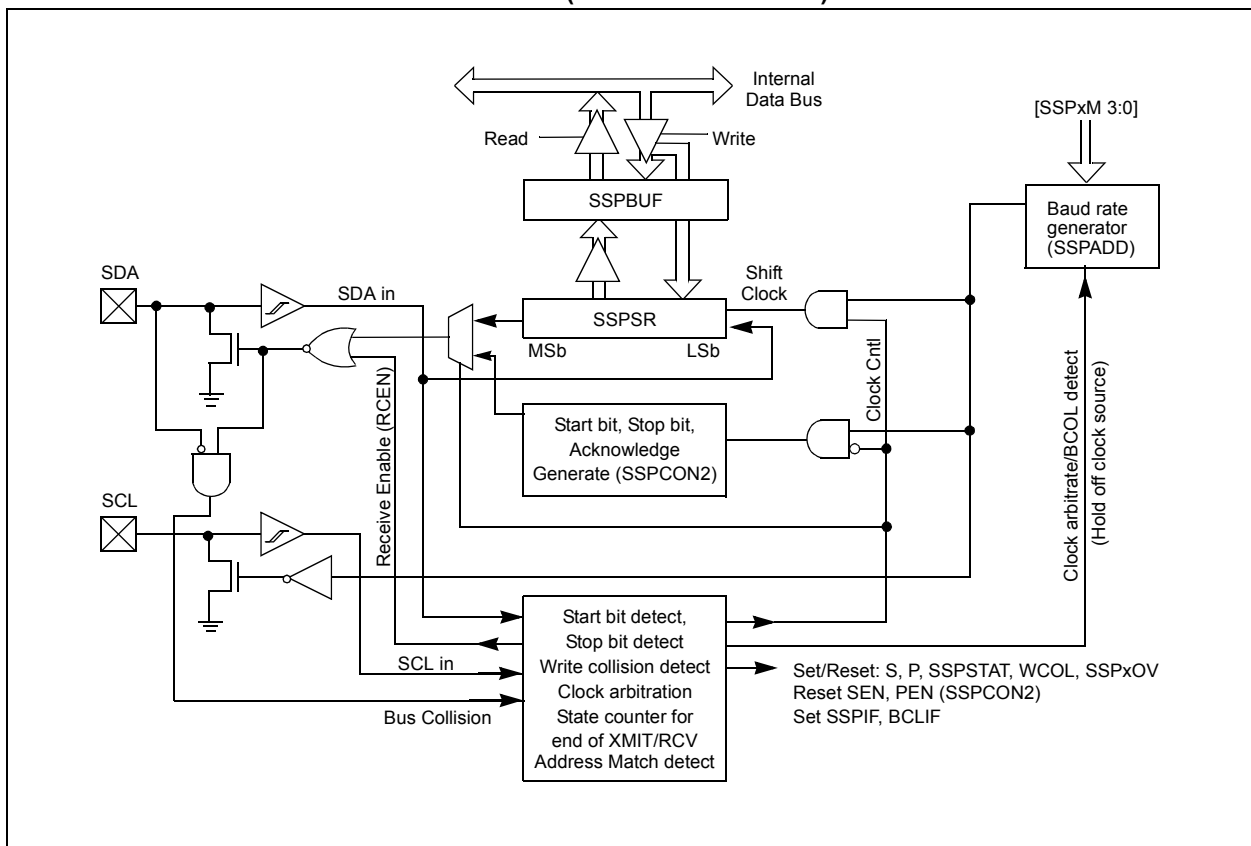 Internal
Data Bus
[SSPxM 3:0]
Read
Write
SSPBUF
Baud rate
generator
(SSPADD)
SDA
SDA in
Shift
Clock
SSPSR
MSb
LSb
Receive Enable (RCEN)
Clock Cntl
Clock arbitrate/BCOL detect
(Hold off clock source)
Start bit, Stop bit,
Acknowledge
Generate (SSPCON2)
SCL
Start bit detect,
Stop bit detect
Write collision detect
Clock arbitration
State counter for
end of XMIT/RCV
Address Match detect
SCL in
Bus Collision
Set/Reset: S, P, SSPSTAT, WCOL, SSPxOV
Reset SEN, PEN (SSPCON2)
Set SSPIF, BCLIF